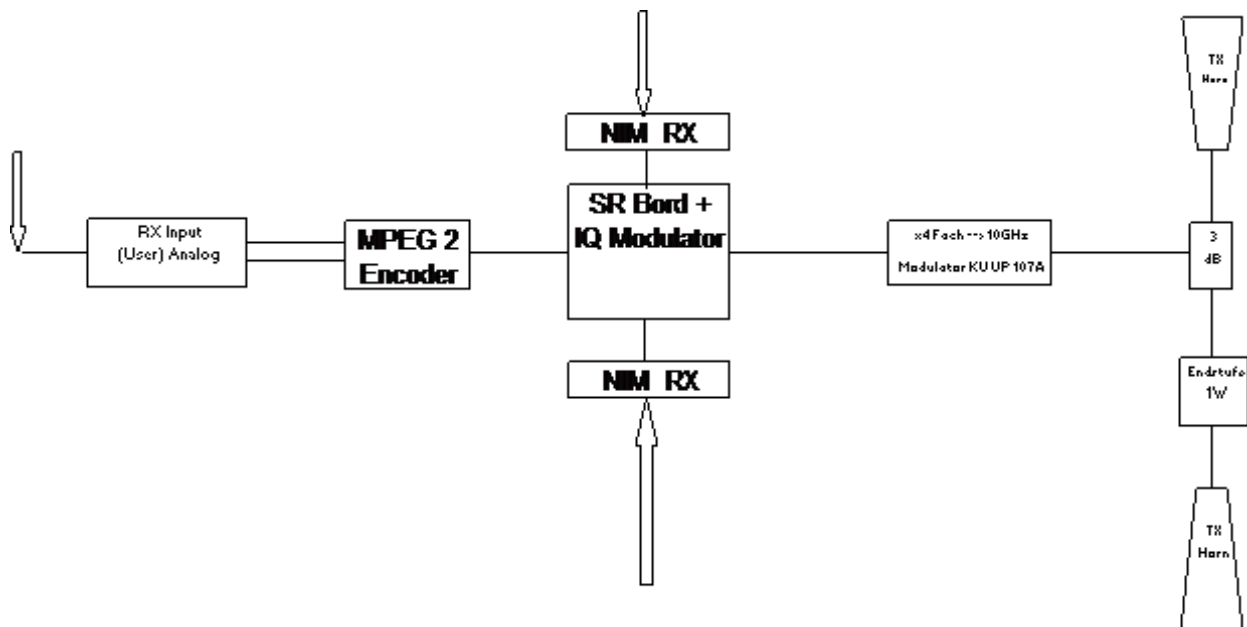 TX
Horn
NIM RX
SR Bord +
IQ Modulator
RX Input
(User) Analog
MPEG 2
Encoder
x4 Fach --> 10GHz
Modulator KU UP 107A
3
dB
NIM RX
Endstufe
1W
TX
Horn